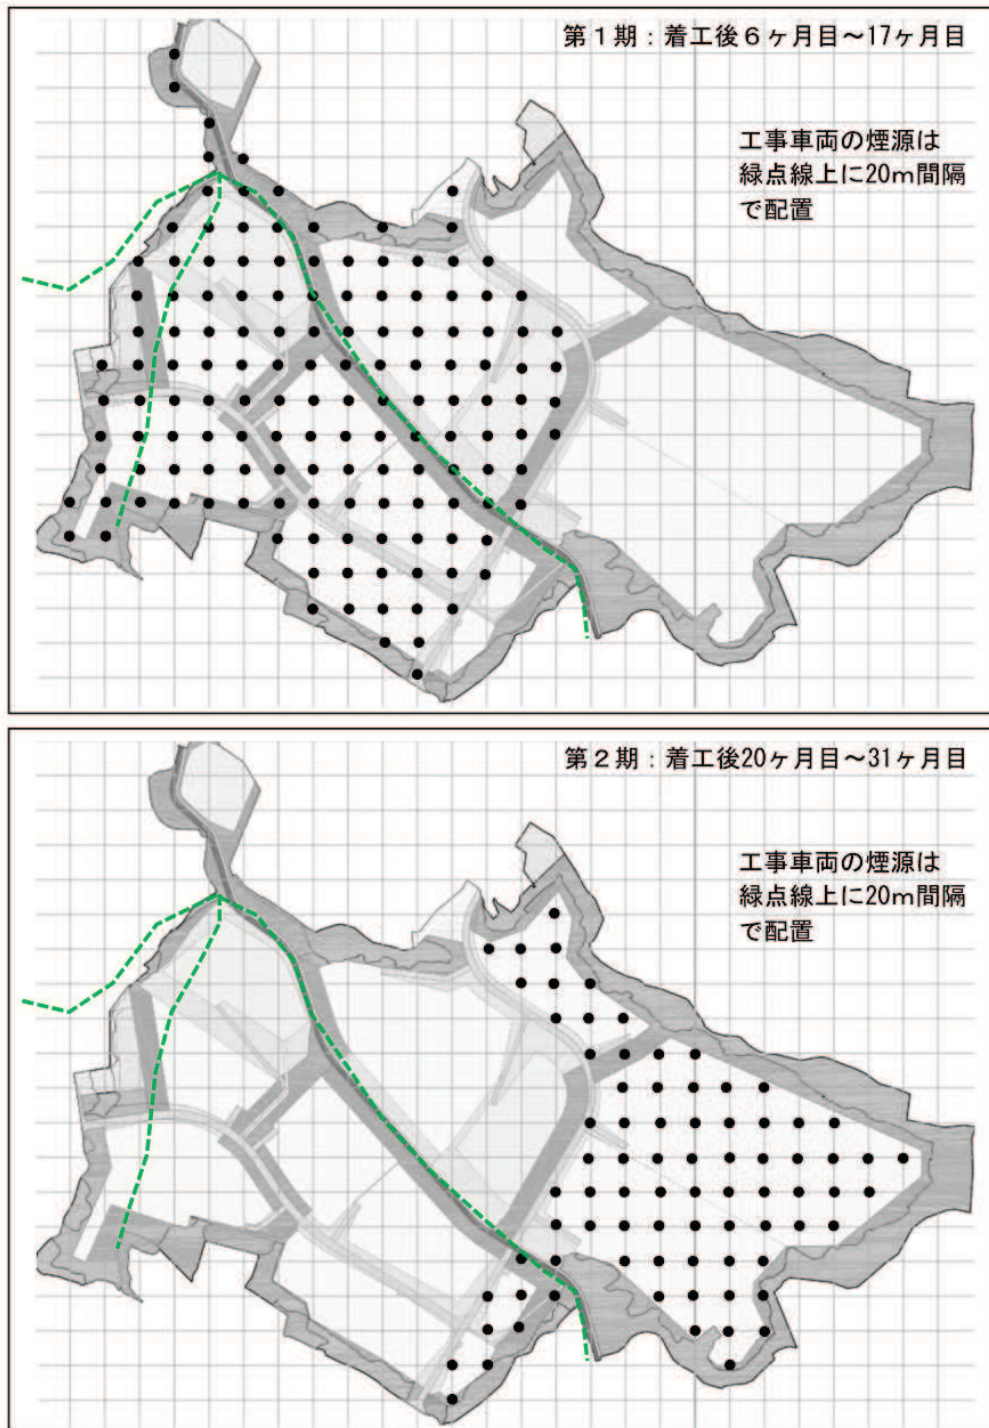 第1期：着工後6ヶ月目～17ヶ月目
工事車両の煙源は
緑点線上に20m間隔
で配置
第2期：着工後20ヶ月目～31ヶ月目
工事車両の煙源は
緑点線上に20m間隔
で配置